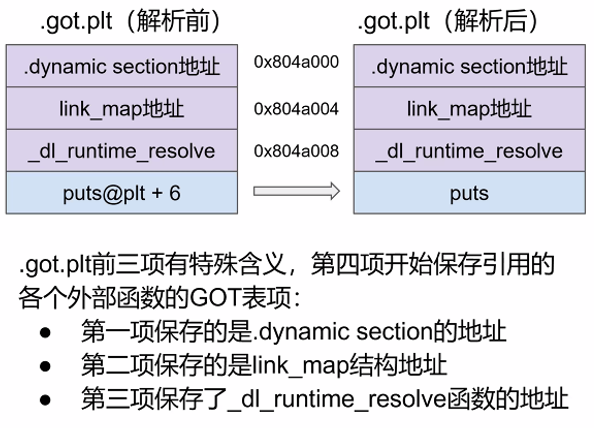 .got.plt（解析前）
.got.plt（解析后）
.dynamic section地址
0x804a000
.dynamic section地址
link_map地址
0x804a004
link_map地址
_dl_runtime_resolve
0x804a008
_dl_runtime_resolve
puts@plt + 6
puts
.got.plt前三项有特殊含义，第四项开始保存引用的
各个外部函数的GOT表项：
● 第一项保存的是.dynamic section的地址
● 第二项保存的是link_map结构地址
● 第三项保存了_dl_runtime_resolve函数的地址